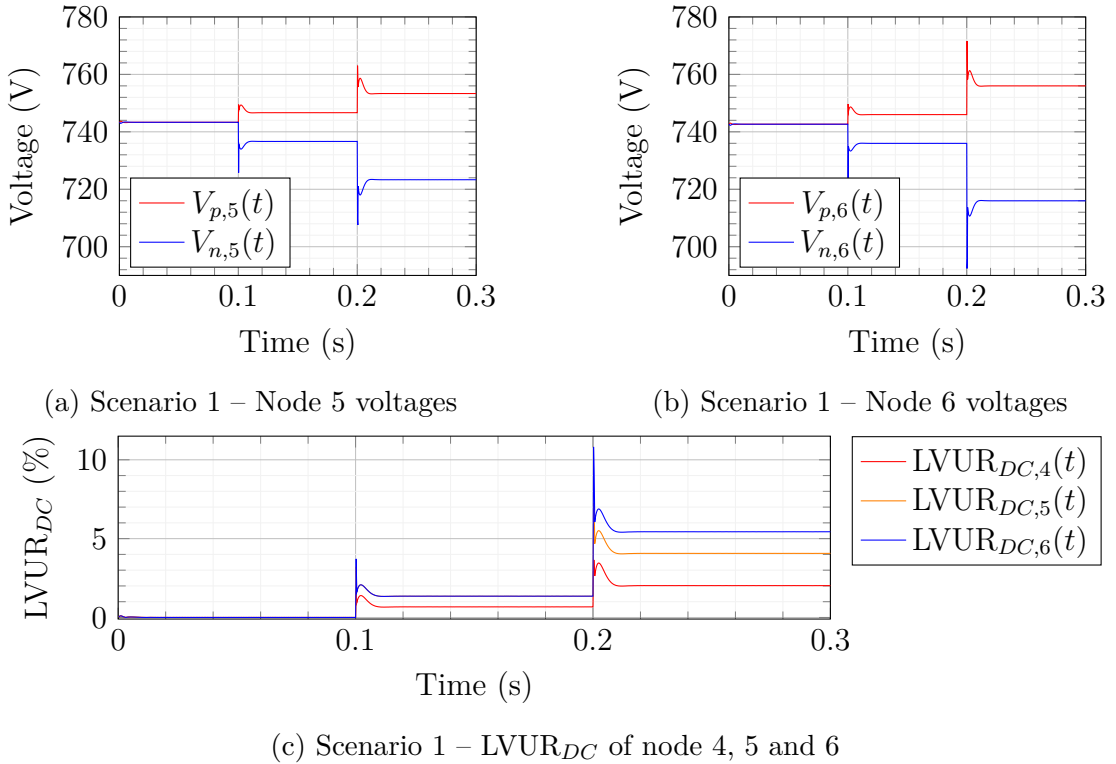 780
760
740
720
700
Voltage (V)
V_{p,5}(t)
V_{n,5}(t)
0 0.1 0.2 0.3
Time (s)
(a) Scenario 1 – Node 5 voltages
780
760
740
720
700
Voltage (V)
V_{p,6}(t)
V_{n,6}(t)
0 0.1 0.2 0.3
Time (s)
(b) Scenario 1 – Node 6 voltages
10
5
0
LVUR_{DC} (%)
0 0.1 0.2 0.3
Time (s)
LVUR_{DC,4}(t)
LVUR_{DC,5}(t)
LVUR_{DC,6}(t)
(c) Scenario 1 – LVUR_{DC} of node 4, 5 and 6